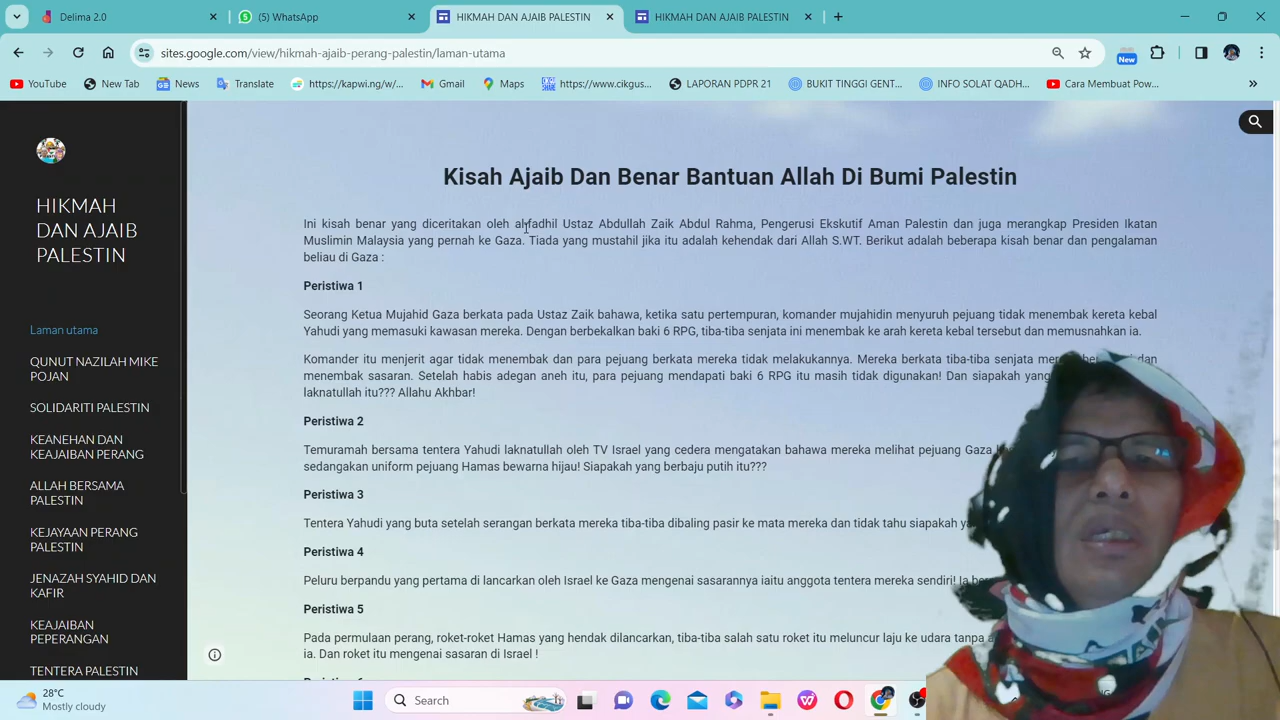 Delima 2.0
(5) WhatsApp
HIKMAH DAN AJAIB PALESTIN
HIKMAH DAN AJAIB PALESTIN
sites.google.com/view/hikmah-ajaib-perang-palestin/laman-utama
New
YouTube
New Tab
News
Translate
https://kapwi.ng/w/...
Gmail
Maps
https://www.cikgus...
LAPORAN PDPR 21
BUKIT TINGGI GENT...
INFO SOLAT QADH...
Cara Membuat Pow...
HIKMAH
DAN AJAIB
PALESTIN
Laman utama
QUNUT NAZILAH MIKE
POJAN
SOLIDARITI PALESTIN
KEANEHAN DAN
KEAJAIBAN PERANG
ALLAH BERSAMA
PALESTIN
KEJAYAAN PERANG
PALESTIN
JENAZAH SYAHID DAN
KAFIR
KEAJAIBAN
PEPERANGAN
TENTERA PALESTIN
Kisah Ajaib Dan Benar Bantuan Allah Di Bumi Palestin
Ini kisah benar yang diceritakan oleh Ustaz Abdullah Zaik Abdul Rahma, Pengerusi Ekskutif Aman Palestin dan juga merangkap Presiden Ikatan
Muslimin Malaysia yang pernah ke Gaza. Tiada yang mustahil jika itu adalah kehendak dari Allah S.WT. Berikut adalah beberapa kisah benar dan pengalaman
beliau di Gaza :
Peristiwa 1
Seorang Ketua Mujahid Gaza berkata pada Ustaz Zaik bahawa, ketika satu pertempuran, komander mujahidin menyuruh pejuang tidak menembak kereta kebal
Yahudi yang memasuki kawasan mereka. Dengan berbekalkan baki 6 RPG, tiba-tiba senjata ini menembak ke arah kereta kebal tersebut dan memusnahkan ia.
Komander itu menjerit agar tidak menembak dan para pejuang berkata mereka tidak melakukannya. Mereka berkata tiba-tiba senjata dan
menembak sasaran. Setelah habis adegan aneh itu, para pejuang mendapati baki 6 RPG itu masih tidak digunakan! Dan siapakah
laknatullah itu??? Allahu Akhbar!
Peristiwa 2
Temuramah bersama tentera Yahudi laknatullah oleh TV Israel yang cedera mengatakan bahawa mereka melihat pejuang Gaza
sedangakan uniform pejuang Hamas bewarna hijau! Siapakah yang berbaju putih itu???
Peristiwa 3
Tentera Yahudi yang buta setelah serangan berkata mereka tiba-tiba dibaling pasir ke mata mereka dan tidak tahu siapakah
Peristiwa 4
Peluru berpandu yang pertama di lancarkan oleh Israel ke Gaza mengenai sasarannya iaitu anggota tentera mereka sendiri! Ia
Peristiwa 5
Pada permulaan perang, roket-roket Hamas yang hendak dilancarkan, tiba-tiba salah satu roket itu meluncur laju ke udara tanpa
ia. Dan roket itu mengenai sasaran di Israel !
28°C
Mostly cloudy
Search